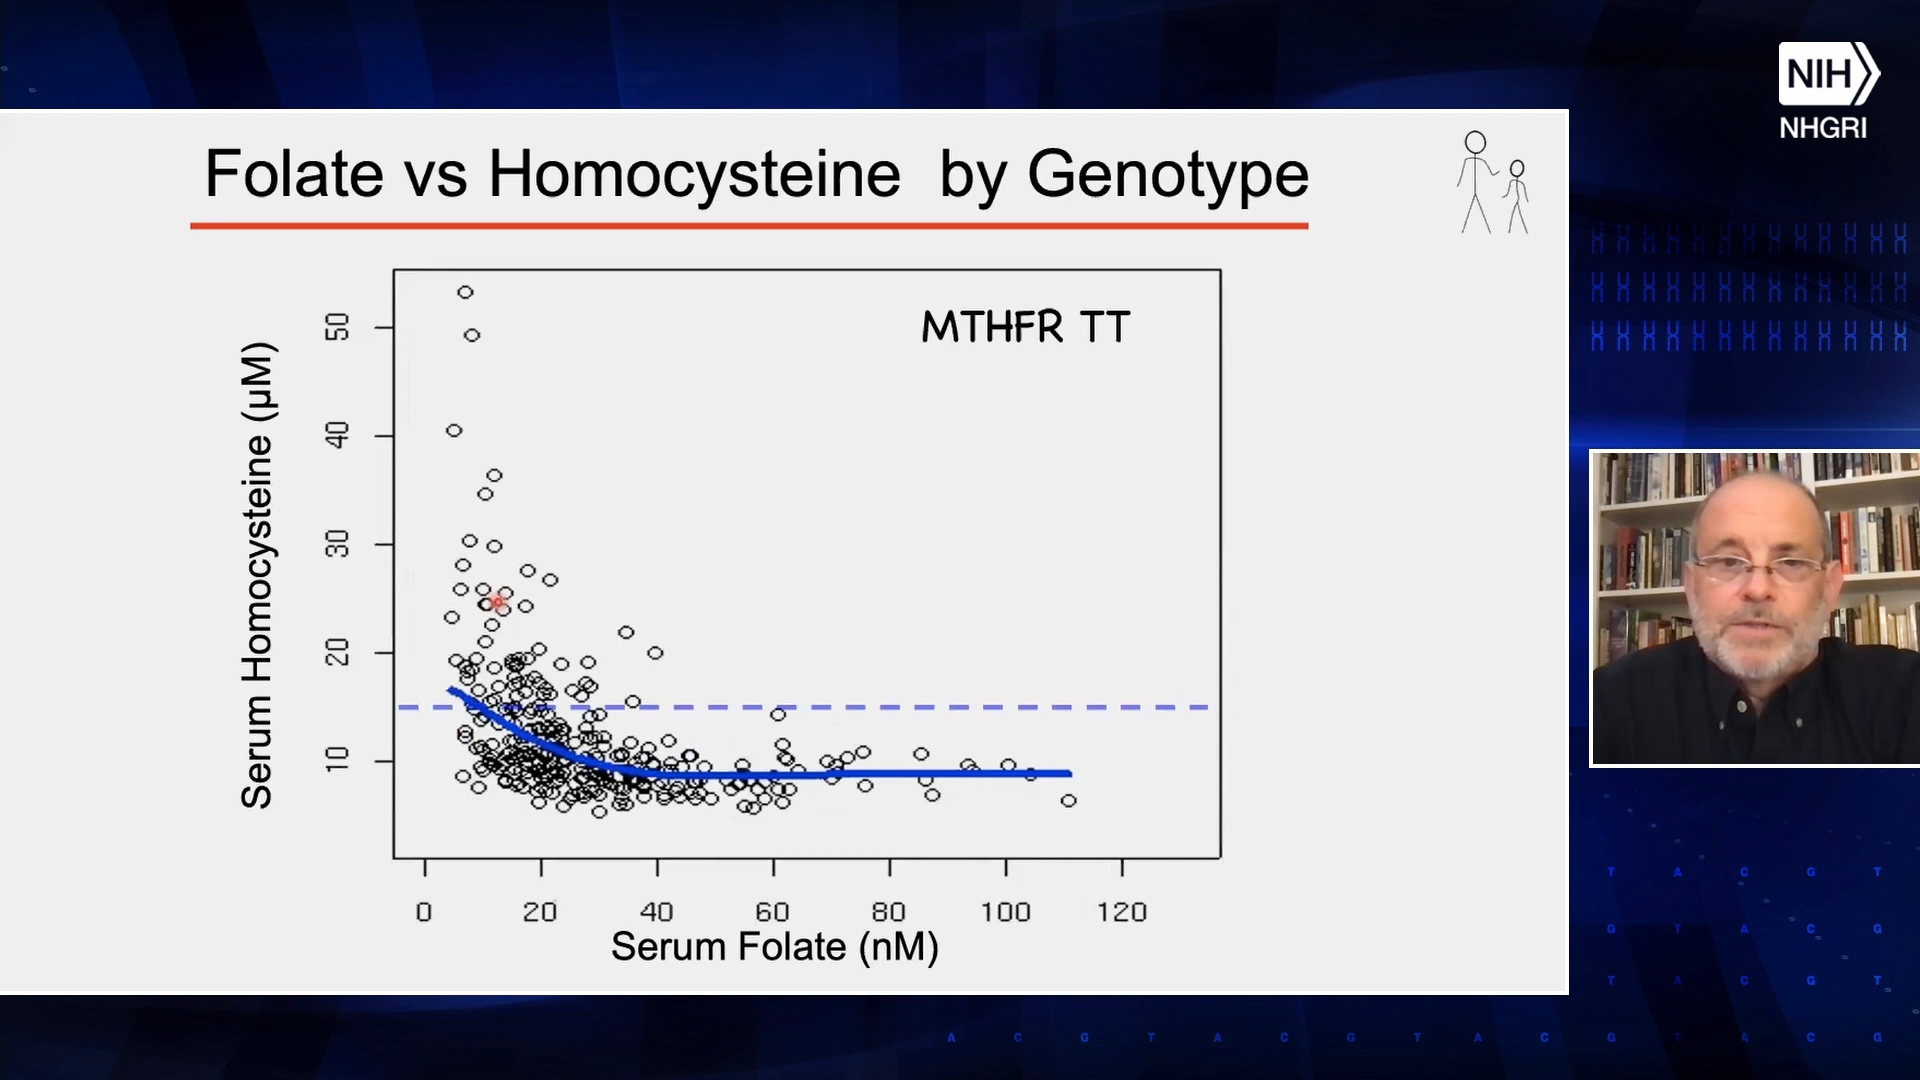 NIH
NHGRI
Folate vs Homocysteine by Genotype
MTHFR TT
Serum Homocysteine (µM)
50
40
30
20
10
0 20 40 60 80 100 120
Serum Folate (nM)
T A C G T
G T A C G
T A C G T
A C G T A C G T A C G T A C G